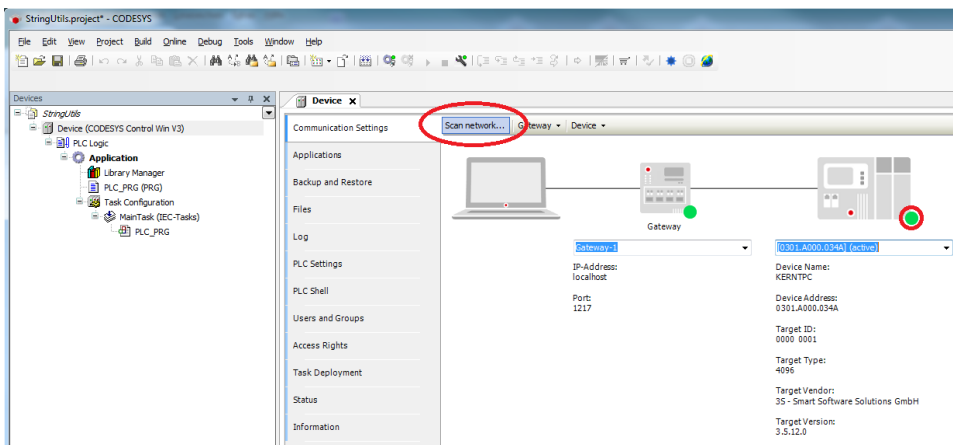 StringUtils.project* - CODESYS
File Edit View Project Build Online Debug Tools Window Help
Devices
StringUtils
Device (CODESYS Control Win V3)
PLC Logic
Application
Library Manager
PLC_PRG (PRG)
Task Configuration
MainTask (IEC-Tasks)
PLC_PRG
Device
Communication Settings
Applications
Backup and Restore
Files
Log
PLC Settings
PLC Shell
Users and Groups
Access Rights
Task Deployment
Status
Information
Scan network... Gateway Device
Gateway
Gateway-1
IP-Address:
localhost
Port:
1217
[0301.A000.034A] (active)
Device Name:
KERNTPC
Device Address:
0301.A000.034A
Target ID:
0000 0001
Target Type:
4096
Target Vendor:
3S - Smart Software Solutions GmbH
Target Version:
3.5.12.0